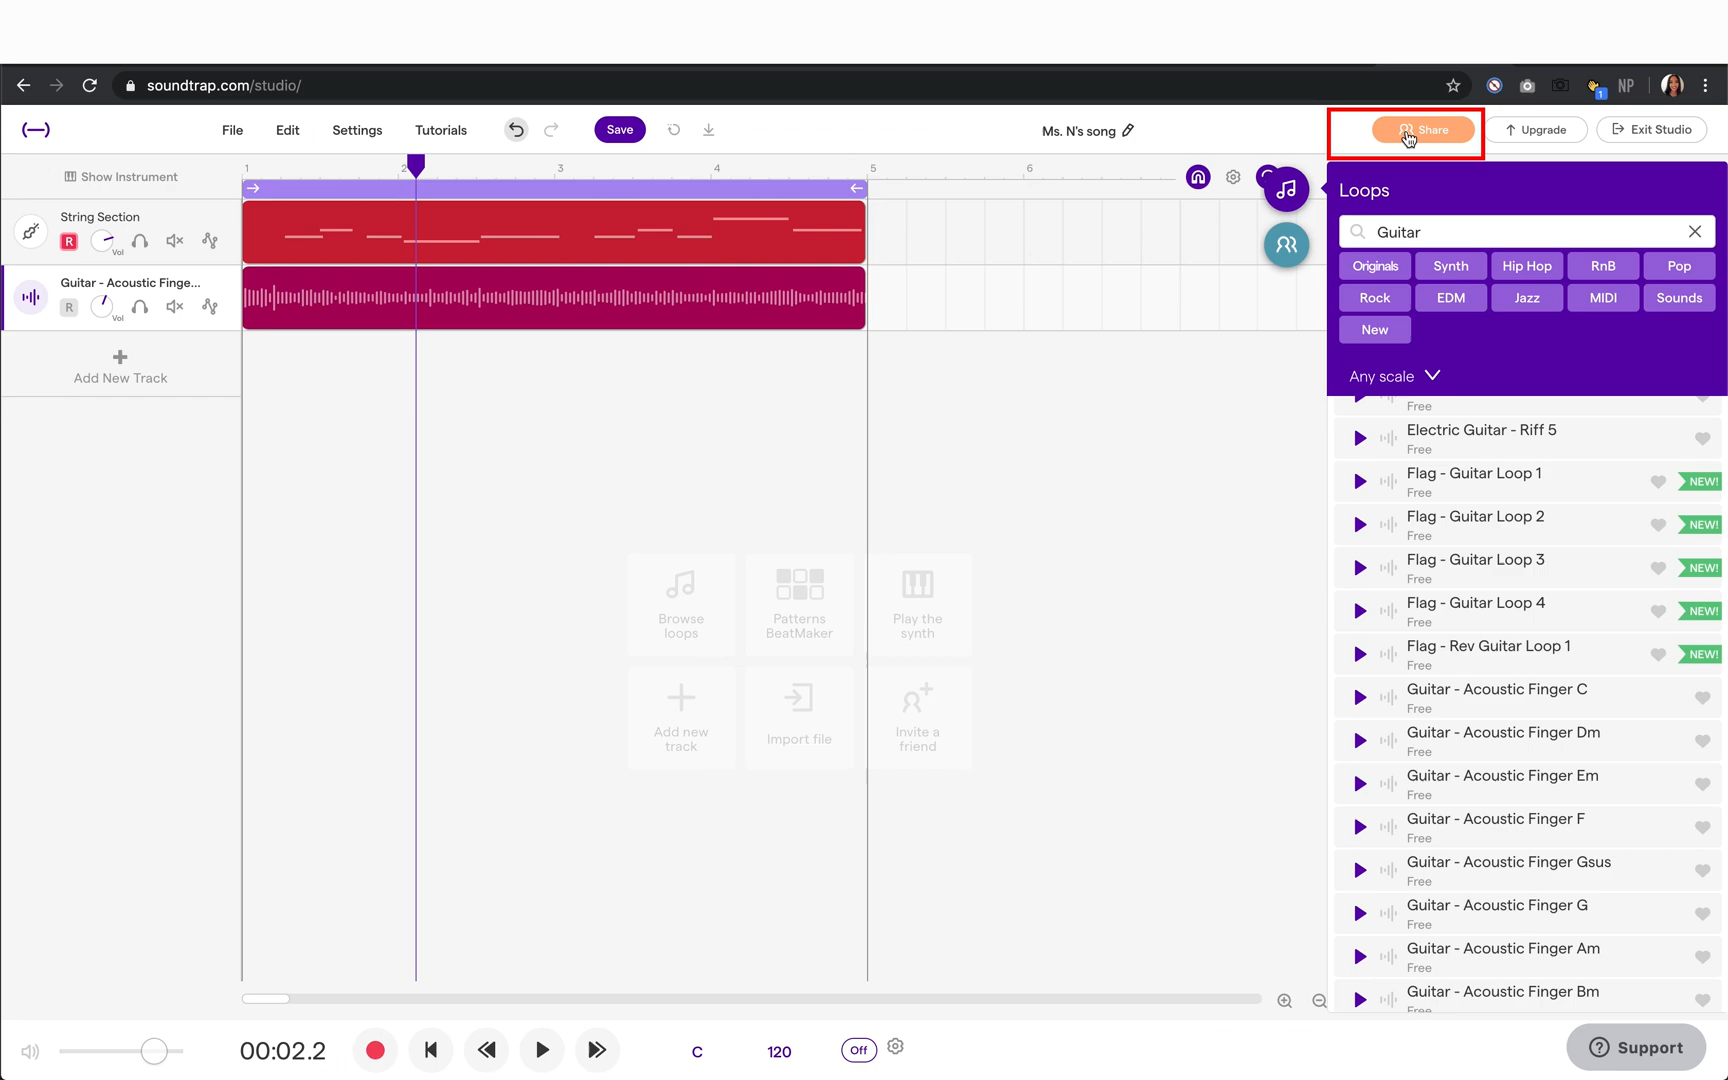 soundtrap.com/studio/
1
NP
File
Edit
Settings
Tutorials
Save
Ms. N's song
Share
Upgrade
Exit Studio
Show Instrument
1
2
3
4
5
6
String Section
R
Vol
Guitar - Acoustic Finge...
R
Vol
Add New Track
Browse
loops
Patterns
BeatMaker
Play the
synth
Add new
track
Import file
Invite a
friend
Loops
Guitar
Originals
Synth
Hip Hop
RnB
Pop
Rock
EDM
Jazz
MIDI
Sounds
New
Any scale
Free
Electric Guitar - Riff 5
Free
Flag - Guitar Loop 1
Free
NEW!
Flag - Guitar Loop 2
Free
NEW!
Flag - Guitar Loop 3
Free
NEW!
Flag - Guitar Loop 4
Free
NEW!
Flag - Rev Guitar Loop 1
Free
NEW!
Guitar - Acoustic Finger C
Free
Guitar - Acoustic Finger Dm
Free
Guitar - Acoustic Finger Em
Free
Guitar - Acoustic Finger F
Free
Guitar - Acoustic Finger Gsus
Free
Guitar - Acoustic Finger G
Free
Guitar - Acoustic Finger Am
Free
Guitar - Acoustic Finger Bm
Free
00:02.2
C
120
Off
Support